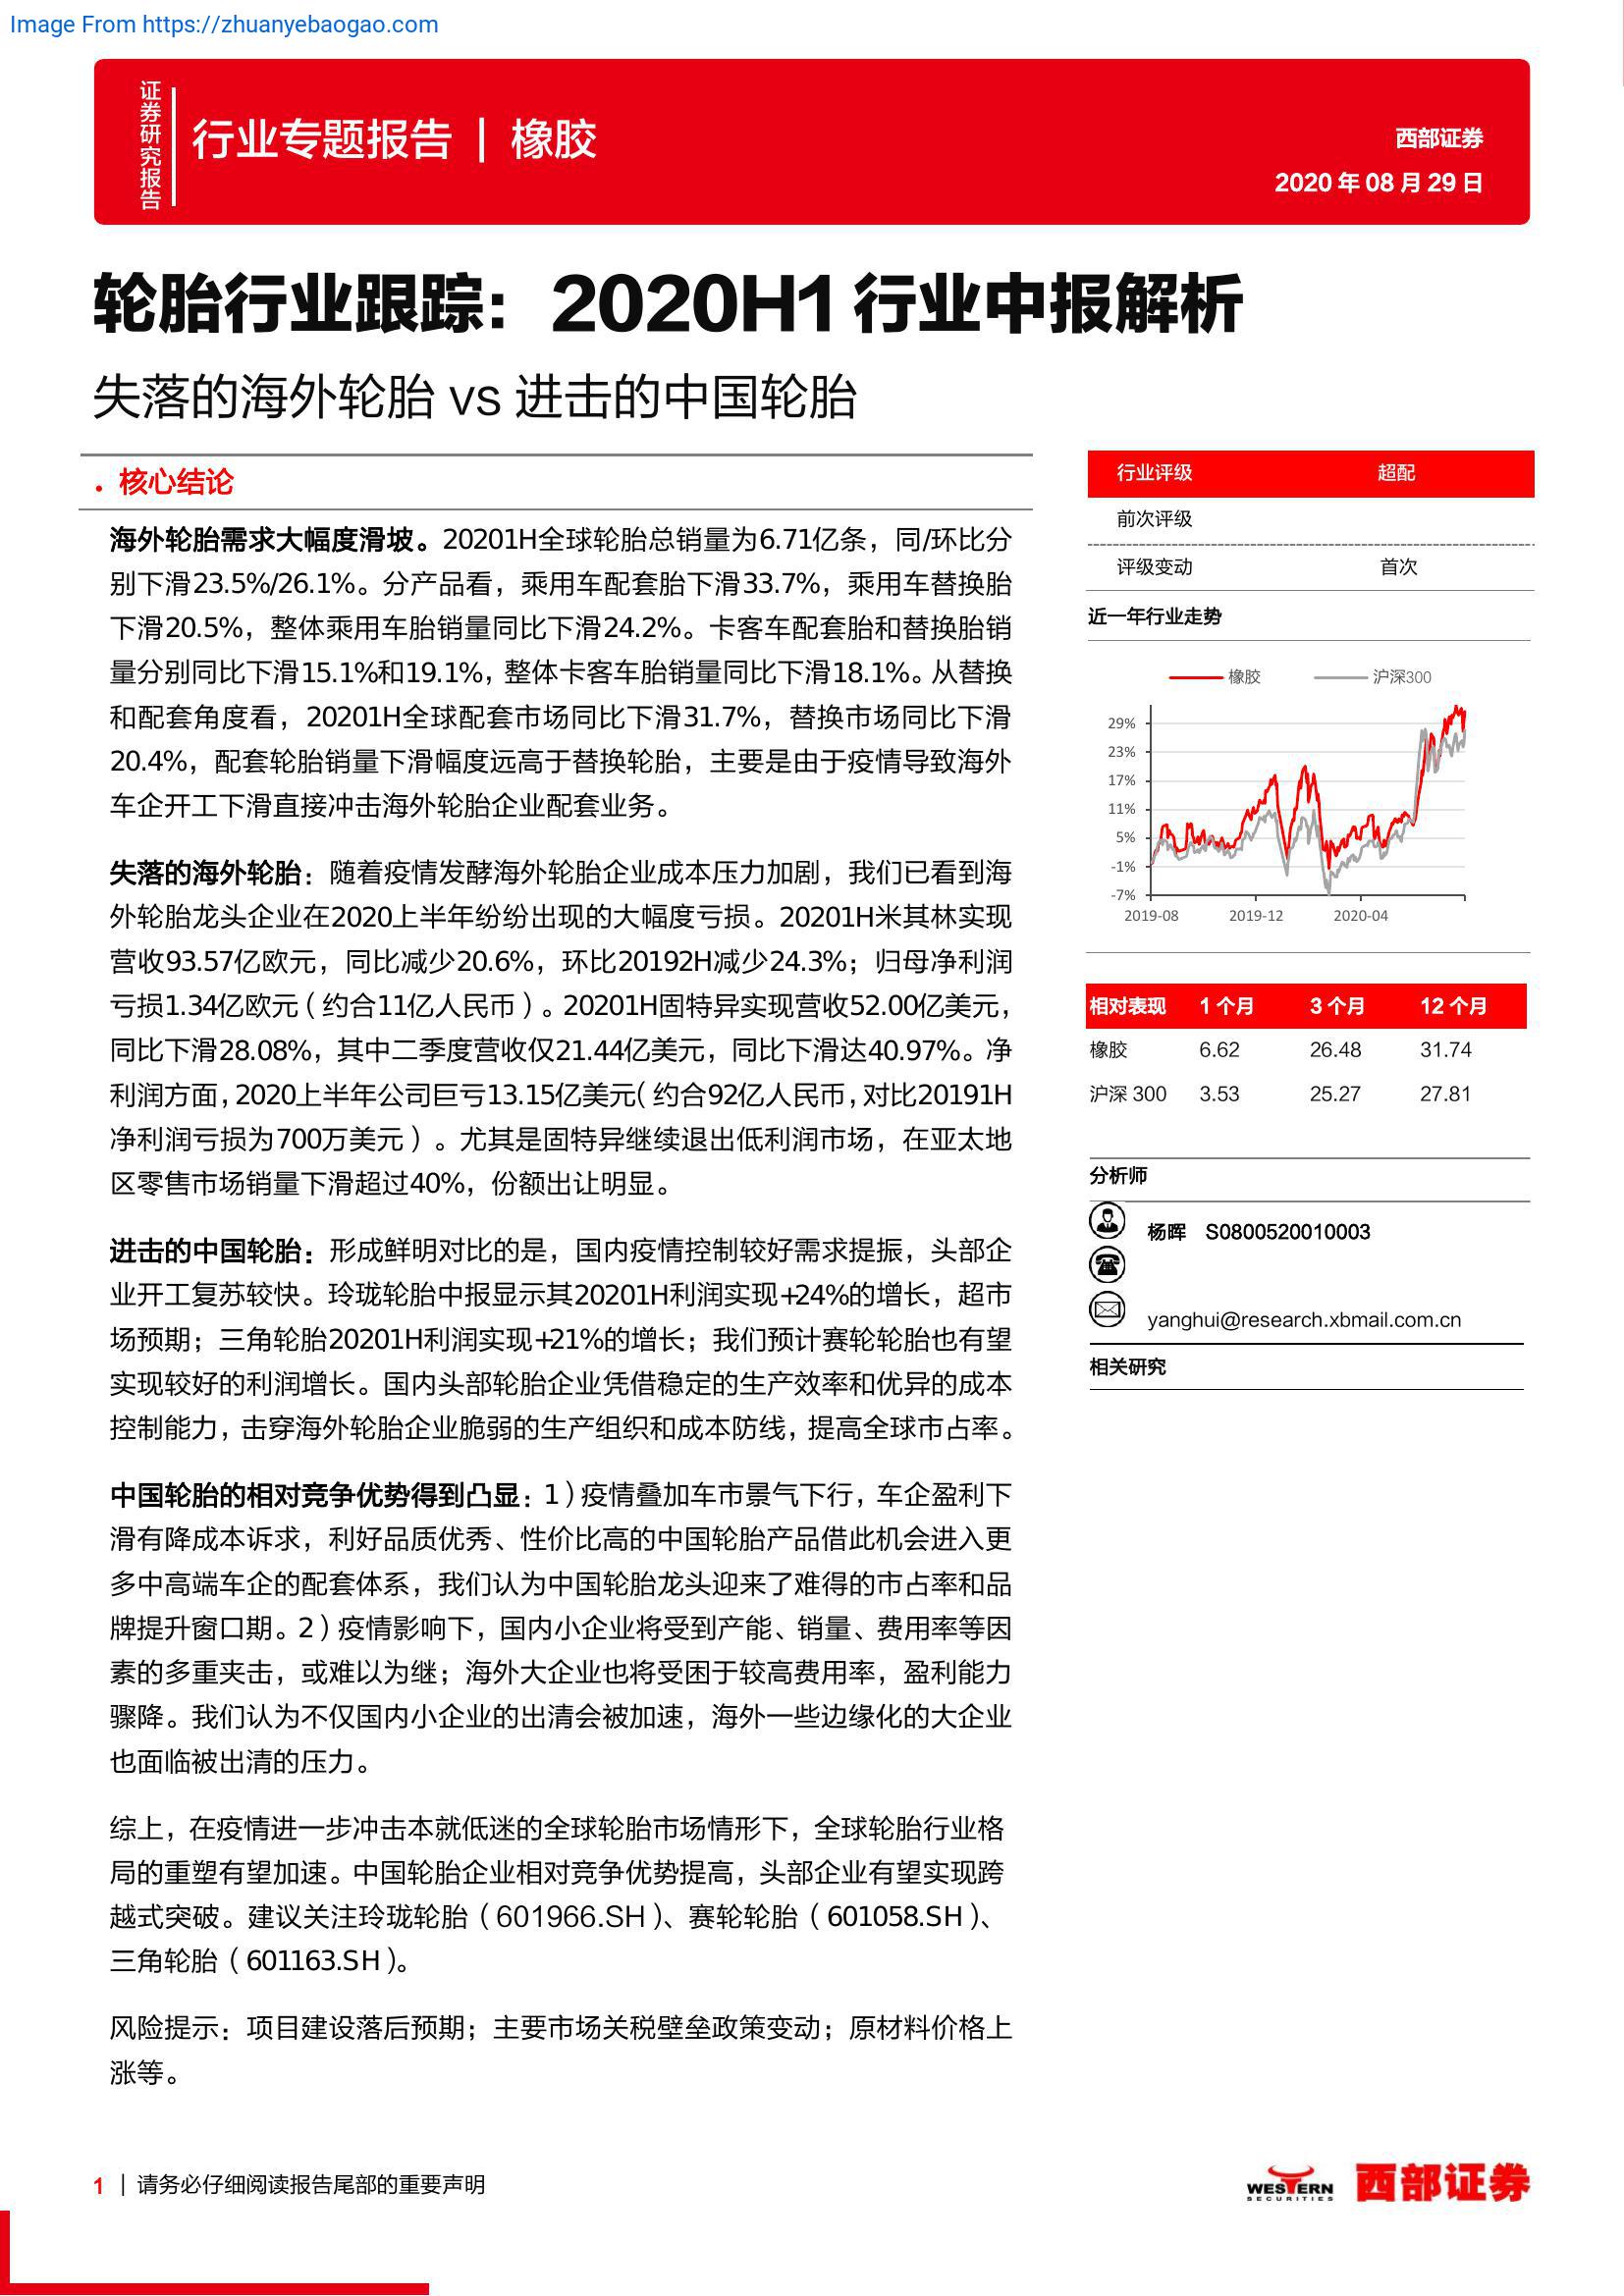 Image From https://zhuanyebaogao.com
证券研究报告
行业专题报告 | 橡胶
西部证券
2020 年 08 月 29 日
轮胎行业跟踪：2020H1 行业中报解析
失落的海外轮胎 vs 进击的中国轮胎
• 核心结论
海外轮胎需求大幅度滑坡。20201H全球轮胎总销量为6.71亿条，同/环比分
别下滑23.5%/26.1%。分产品看，乘用车配套胎下滑33.7%，乘用车替换胎
下滑20.5%，整体乘用车胎销量同比下滑24.2%。卡客车配套胎和替换胎销
量分别同比下滑15.1%和19.1%，整体卡客车胎销量同比下滑18.1%。从替换
和配套角度看，20201H全球配套市场同比下滑31.7%，替换市场同比下滑
20.4%，配套轮胎销量下滑幅度远高于替换轮胎，主要是由于疫情导致海外
车企开工下滑直接冲击海外轮胎企业配套业务。
失落的海外轮胎：随着疫情发酵海外轮胎企业成本压力加剧，我们已看到海
外轮胎龙头企业在2020上半年纷纷出现的大幅度亏损。20201H米其林实现
营收93.57亿欧元，同比减少20.6%，环比20192H减少24.3%；归母净利润
亏损1.34亿欧元（约合11亿人民币）。20201H固特异实现营收52.00亿美元，
同比下滑28.08%，其中二季度营收仅21.44亿美元，同比下滑达40.97%。净
利润方面，2020上半年公司巨亏13.15亿美元（约合92亿人民币，对比20191H
净利润亏损为700万美元）。尤其是固特异继续退出低利润市场，在亚太地
区零售市场销量下滑超过40%，份额出让明显。
进击的中国轮胎：形成鲜明对比的是，国内疫情控制较好需求提振，头部企
业开工复苏较快。玲珑轮胎中报显示其20201H利润实现+24%的增长，超市
场预期；三角轮胎20201H利润实现+21%的增长；我们预计赛轮轮胎也有望
实现较好的利润增长。国内头部轮胎企业凭借稳定的生产效率和优异的成本
控制能力，击穿海外轮胎企业脆弱的生产组织和成本防线，提高全球市占率。
中国轮胎的相对竞争优势得到凸显：1）疫情叠加车市景气下行，车企盈利下
滑有降成本诉求，利好品质优秀、性价比高的中国轮胎产品借此机会进入更
多中高端车企的配套体系，我们认为中国轮胎龙头迎来了难得的市占率和品
牌提升窗口期。2）疫情影响下，国内小企业将受到产能、销量、费用率等因
素的多重夹击，或难以为继；海外大企业也将受困于较高费用率，盈利能力
骤降。我们认为不仅国内小企业的出清会被加速，海外一些边缘化的大企业
也面临被出清的压力。
综上，在疫情进一步冲击本就低迷的全球轮胎市场情形下，全球轮胎行业格
局的重塑有望加速。中国轮胎企业相对竞争优势提高，头部企业有望实现跨
越式突破。建议关注玲珑轮胎（601966.SH）、赛轮轮胎（601058.SH）、
三角轮胎（601163.SH）。
风险提示：项目建设落后预期；主要市场关税壁垒政策变动；原材料价格上
涨等。
行业评级 超配
前次评级
评级变动 首次
近一年行业走势
橡胶 沪深300
29%
23%
17%
11%
5%
-1%
-7%
2019-08 2019-12 2020-04
相对表现 1 个月 3 个月 12 个月
橡胶 6.62 26.48 31.74
沪深 300 3.53 25.27 27.81
分析师
杨晖 S0800520010003
yanghui@research.xbmail.com.cn
相关研究
1 | 请务必仔细阅读报告尾部的重要声明
WESTERN
SECURITIES
西部证券